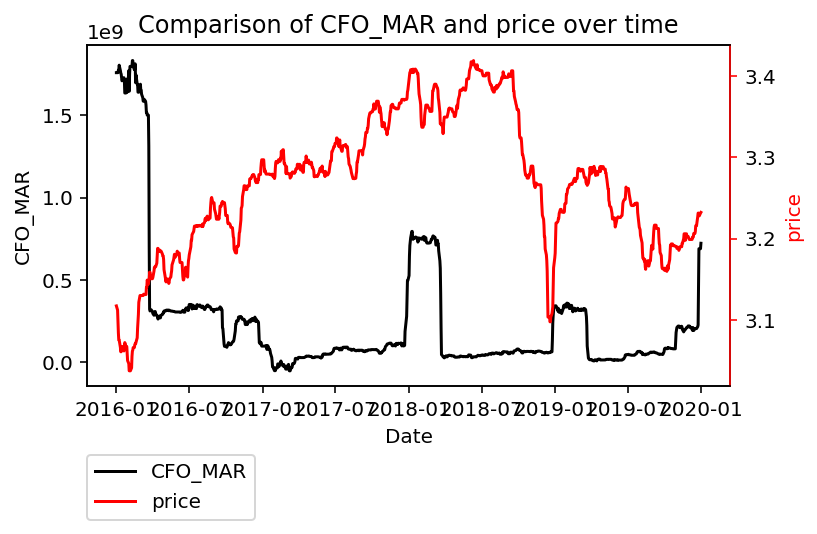 Comparison of CFO_MAR and price over time
1e9
1.5
1.0
0.5
0.0
CFO_MAR
3.4
3.3
3.2
3.1
price
2016-01 2016-07 2017-01 2017-07 2018-01 2018-07 2019-01 2019-07 2020-01
Date
CFO_MAR
price